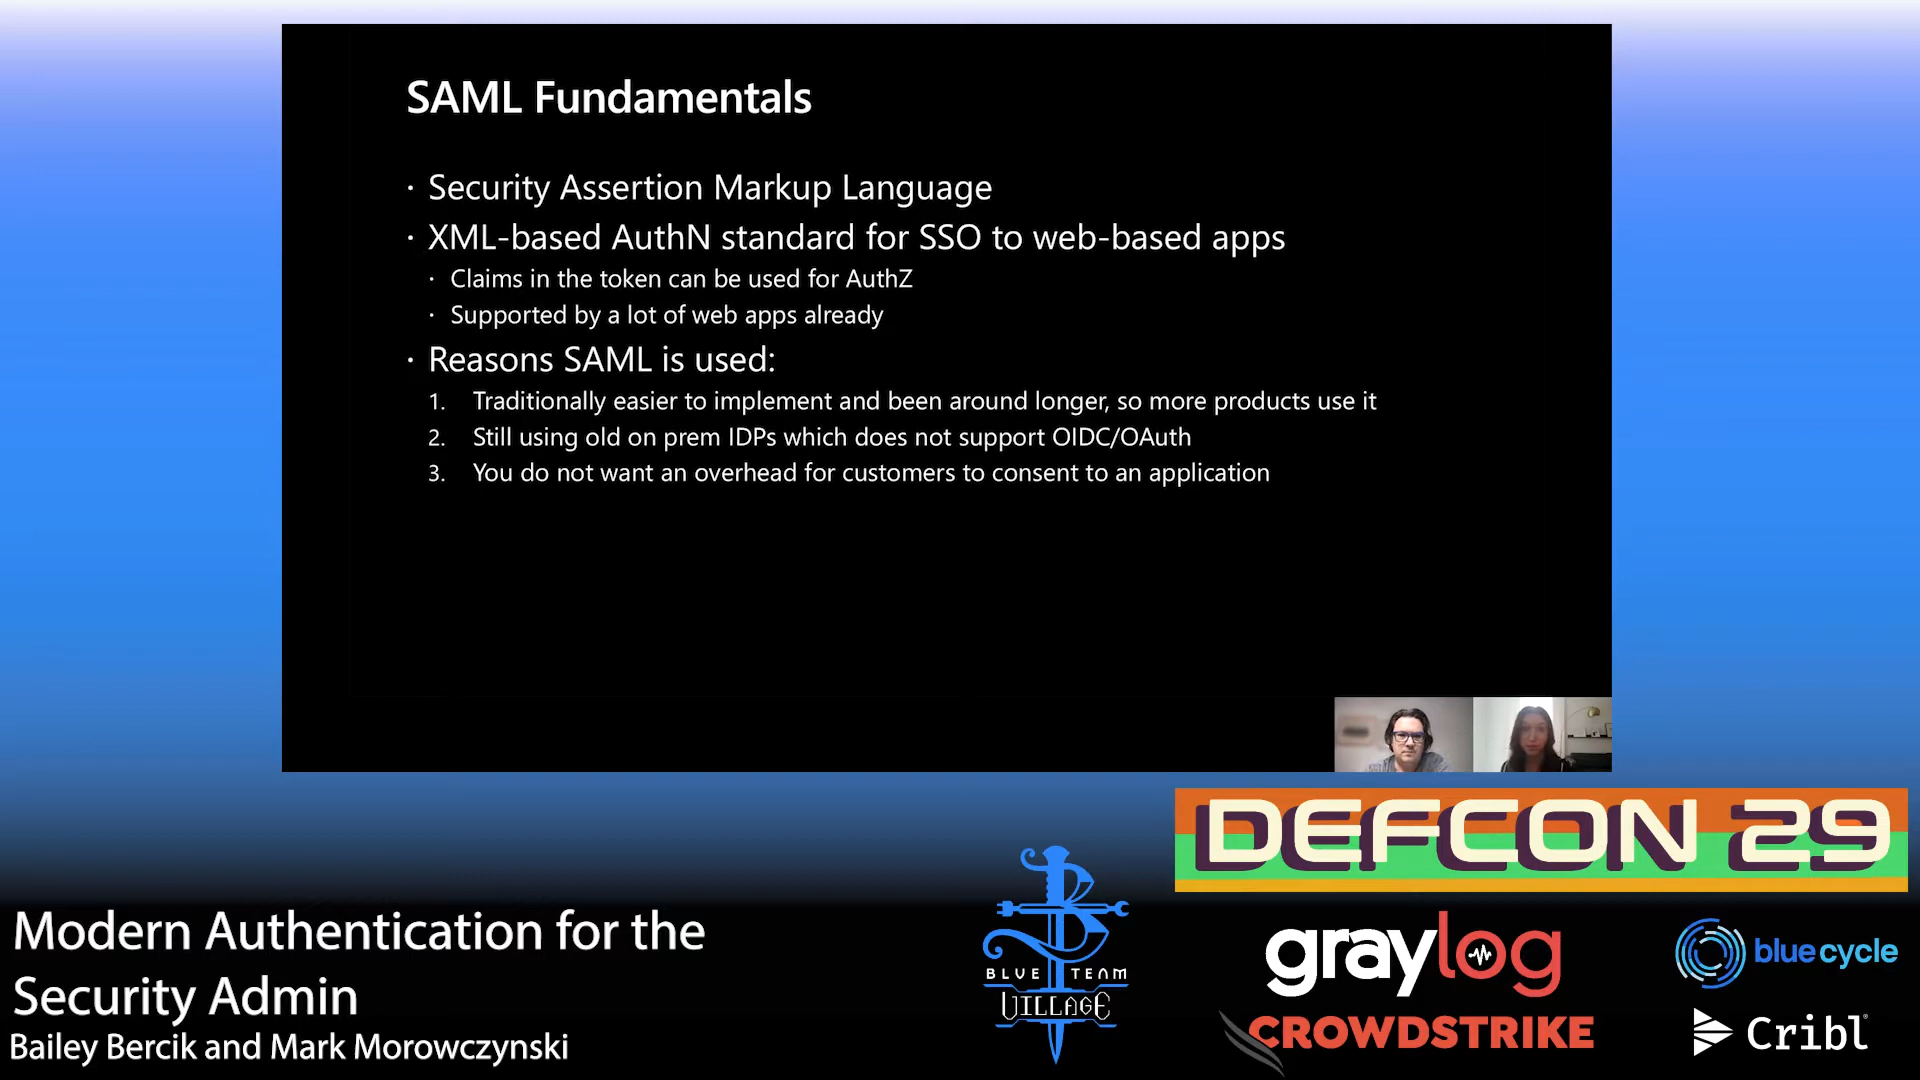 SAML Fundamentals
· Security Assertion Markup Language
· XML-based AuthN standard for SSO to web-based apps
· Claims in the token can be used for AuthZ
· Supported by a lot of web apps already
· Reasons SAML is used:
1. Traditionally easier to implement and been around longer, so more products use it
2. Still using old on prem IDPs which does not support OIDC/OAuth
3. You do not want an overhead for customers to consent to an application
DEFCON 29
Modern Authentication for the
Security Admin
Bailey Bercik and Mark Morowczynski
BLUE TEAM
VILLAGE
graylog
blue cycle
CROWDSTRIKE
Cribl